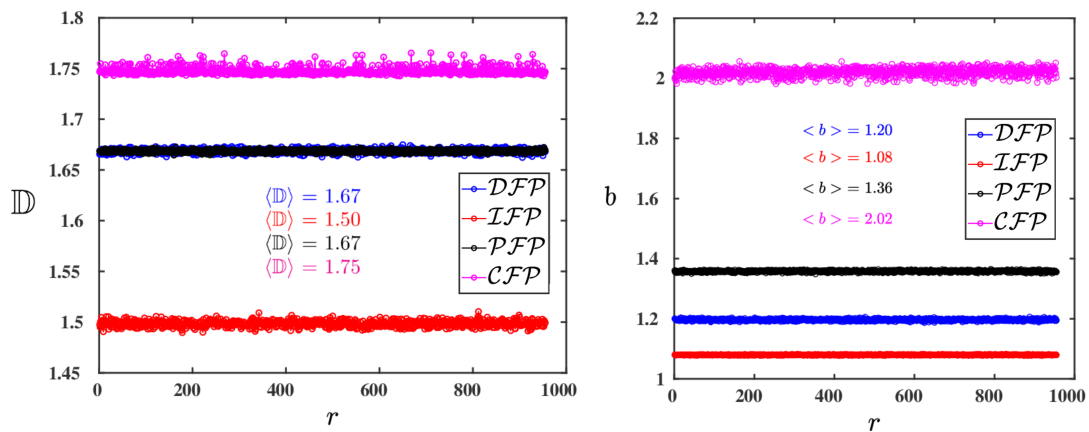 1.8
1.75
1.7
1.65
1.6
1.55
1.5
1.45
𝔻
⟨𝔻⟩ = 1.67
⟨𝔻⟩ = 1.50
⟨𝔻⟩ = 1.67
⟨𝔻⟩ = 1.75
𝒟ℱ𝒫
ℐℱ𝒫
𝒫ℱ𝒫
𝒞ℱ𝒫
0 200 400 600 800 1000
r
2.2
2
1.8
1.6
1.4
1.2
1
b
< b >= 1.20
< b >= 1.08
< b >= 1.36
< b >= 2.02
𝒟ℱ𝒫
ℐℱ𝒫
𝒫ℱ𝒫
𝒞ℱ𝒫
0 200 400 600 800 1000
r